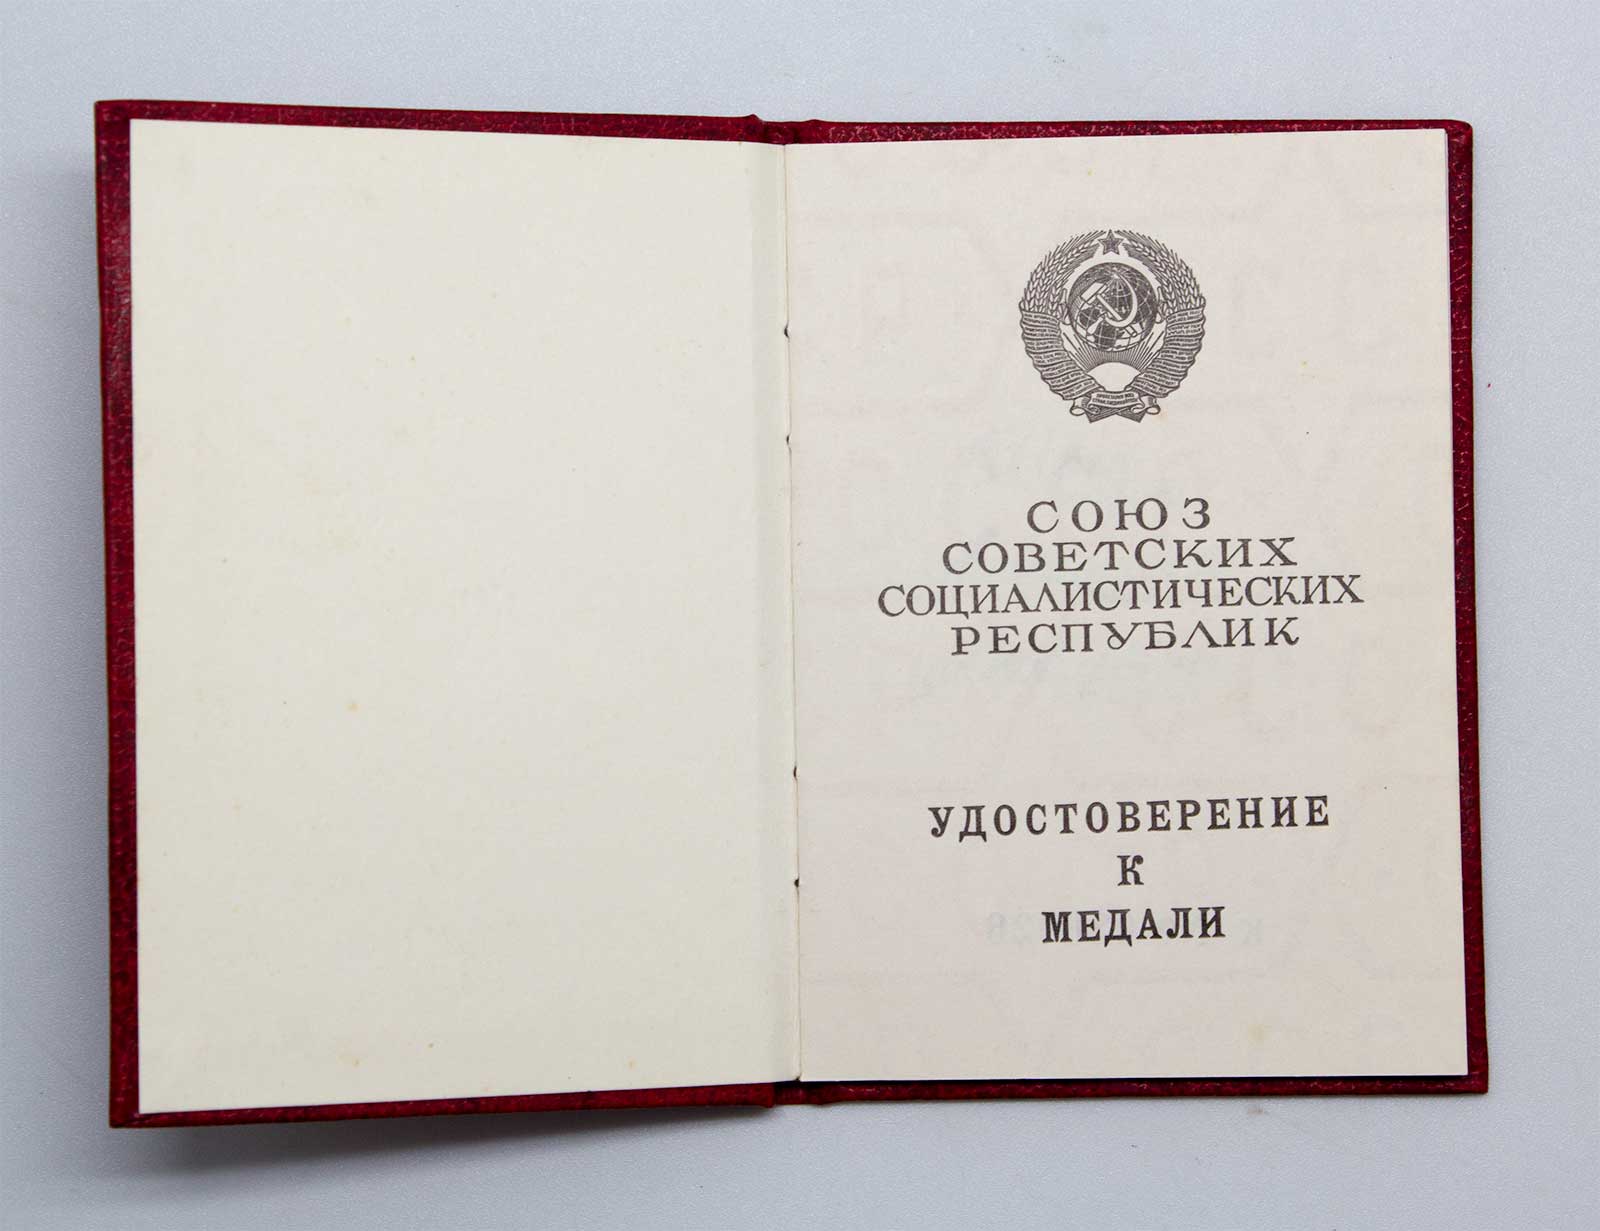 СОЮЗ
СОВЕТСКИХ
СОЦИАЛИСТИЧЕСКИХ
РЕСПУБЛИК
УДОСТОВЕРЕНИЕ
К
МЕДАЛИ